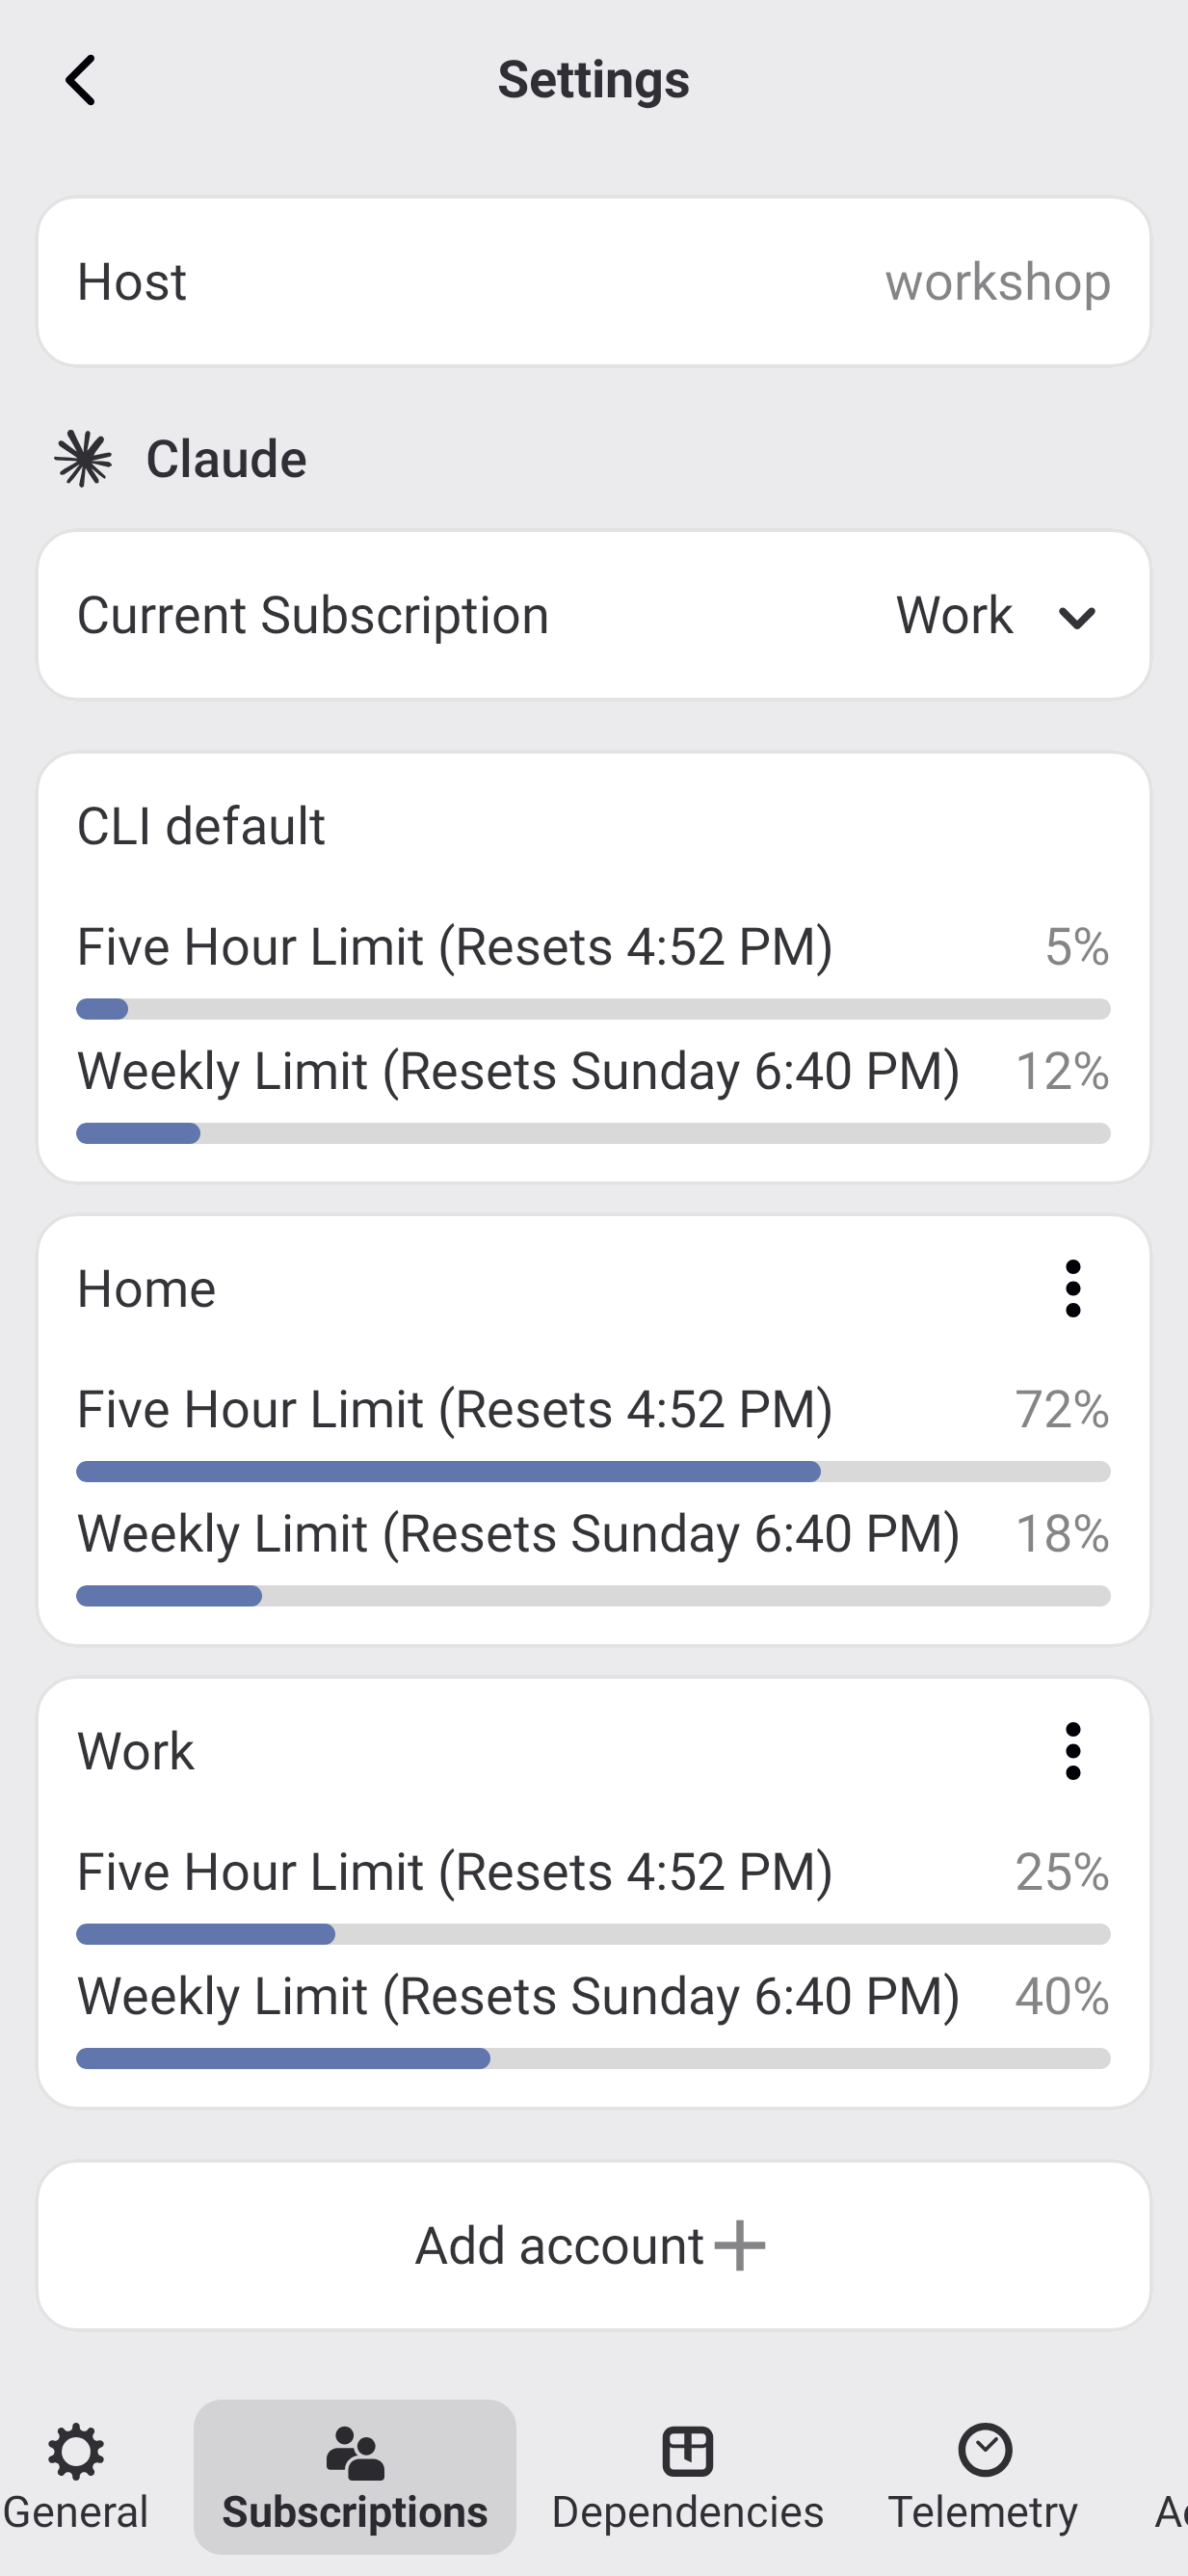 Settings
Host workshop
Claude
Current Subscription Work
CLI default
Five Hour Limit (Resets 4:52 PM) 5%
Weekly Limit (Resets Sunday 6:40 PM) 12%
Home
Five Hour Limit (Resets 4:52 PM) 72%
Weekly Limit (Resets Sunday 6:40 PM) 18%
Work
Five Hour Limit (Resets 4:52 PM) 25%
Weekly Limit (Resets Sunday 6:40 PM) 40%
Add account
General Subscriptions Dependencies Telemetry